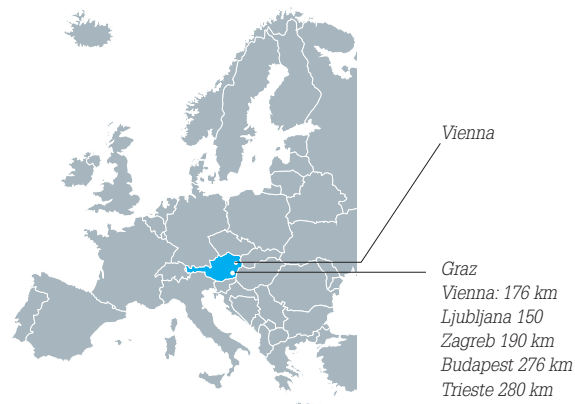 Vienna
Graz
Vienna: 176 km
Ljubljana 150
Zagreb 190 km
Budapest 276 km
Trieste 280 km